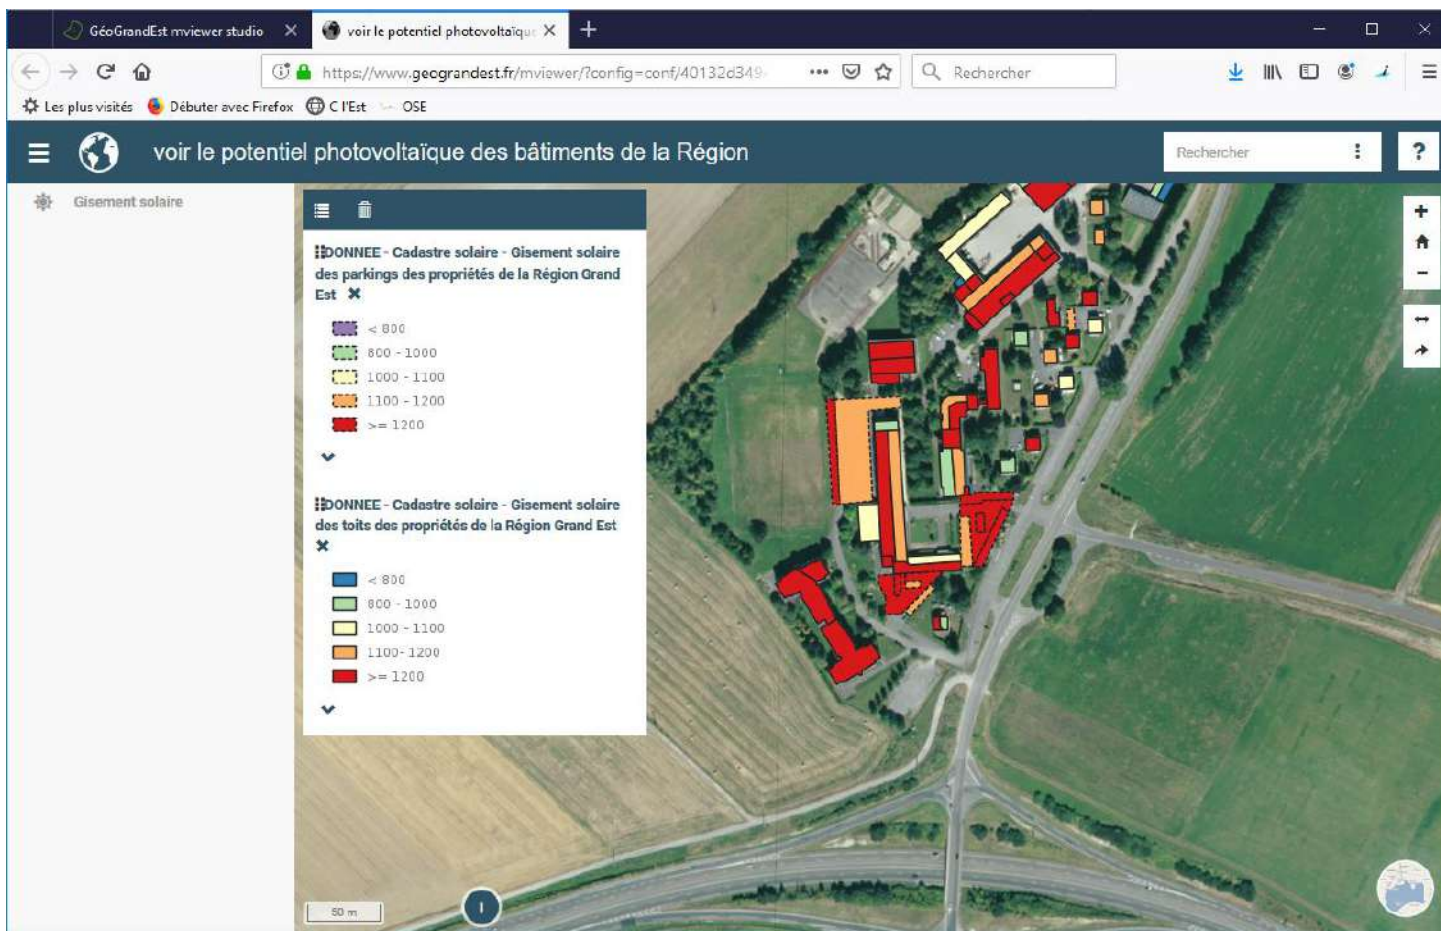 GéoGrandEst mviewer studio
voir le potentiel photovoltaïque
https://www.geograndest.fr/mviewer/?config=conf/40132d349
Rechercher
Les plus visités
Débuter avec Firefox
C l'Est
OSE
voir le potentiel photovoltaïque des bâtiments de la Région
Rechercher
?
Gisement solaire
DONNEE - Cadastre solaire - Gisement solaire
des parkings des propriétés de la Région Grand
Est
< 800
800 - 1000
1000 - 1100
1100 - 1200
>= 1200
DONNEE - Cadastre solaire - Gisement solaire
des toits des propriétés de la Région Grand Est
< 800
800 - 1000
1000 - 1100
1100- 1200
>= 1200
50 m